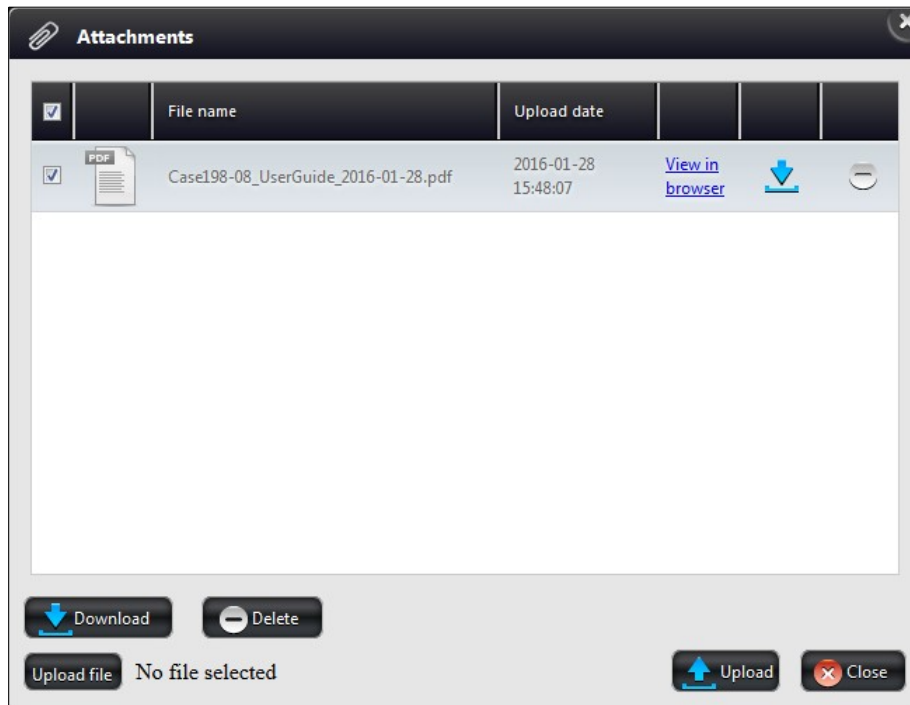 Attachments
File name Upload date
PDF
Case198-08_UserGuide_2016-01-28.pdf
2016-01-28
15:48:07
View in
browser
Download Delete
Upload file No file selected Upload Close